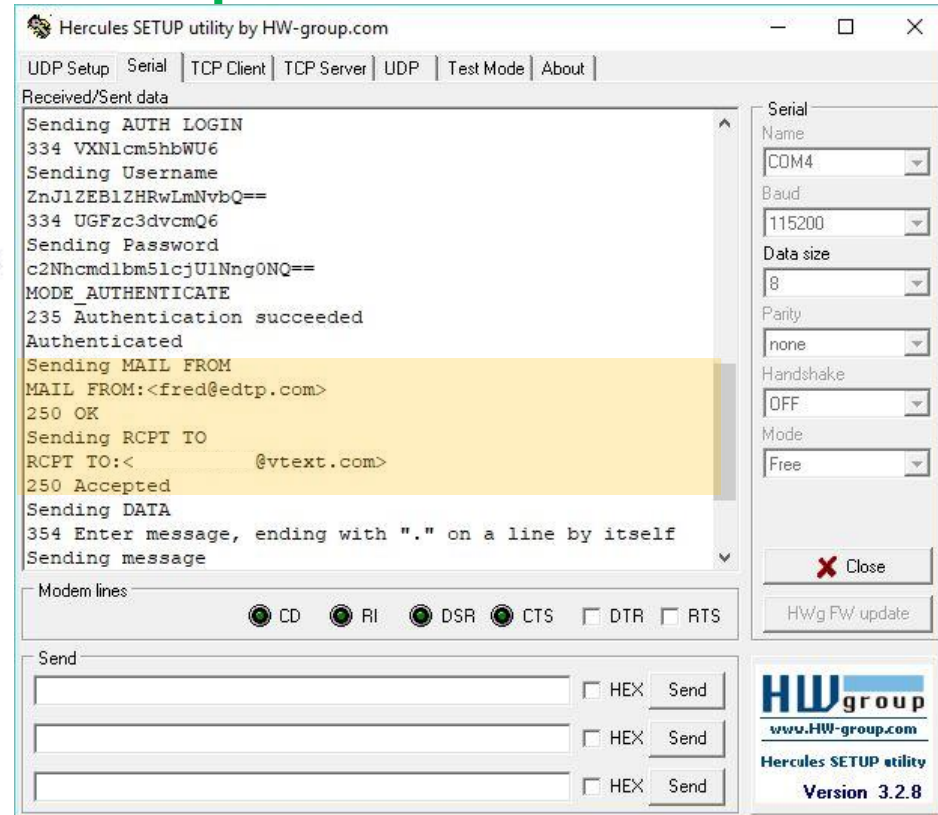 Hercules SETUP utility by HW-group.com
UDP Setup Serial TCP Client TCP Server UDP Test Mode About
Received/Sent data
Sending AUTH LOGIN
334 VXNlcm5hbWU6
Sending Username
ZnJlZEBlZHRwLmNvbQ==
334 UGFzc3dvcmQ6
Sending Password
c2Nhcmdlbm5lcjU1Nng0NQ==
MODE_AUTHENTICATE
235 Authentication succeeded
Authenticated
Sending MAIL FROM
MAIL FROM:<fred@edtp.com>
250 OK
Sending RCPT TO
RCPT TO:< @vtext.com>
250 Accepted
Sending DATA
354 Enter message, ending with "." on a line by itself
Sending message
Serial
Name
COM4
Baud
115200
Data size
8
Parity
none
Handshake
OFF
Mode
Free
Close
HWg FW update
Modem lines
CD RI DSR CTS DTR RTS
Send
HEX Send
HEX Send
HEX Send
HWgroup
www.HW-group.com
Hercules SETUP utility
Version 3.2.8